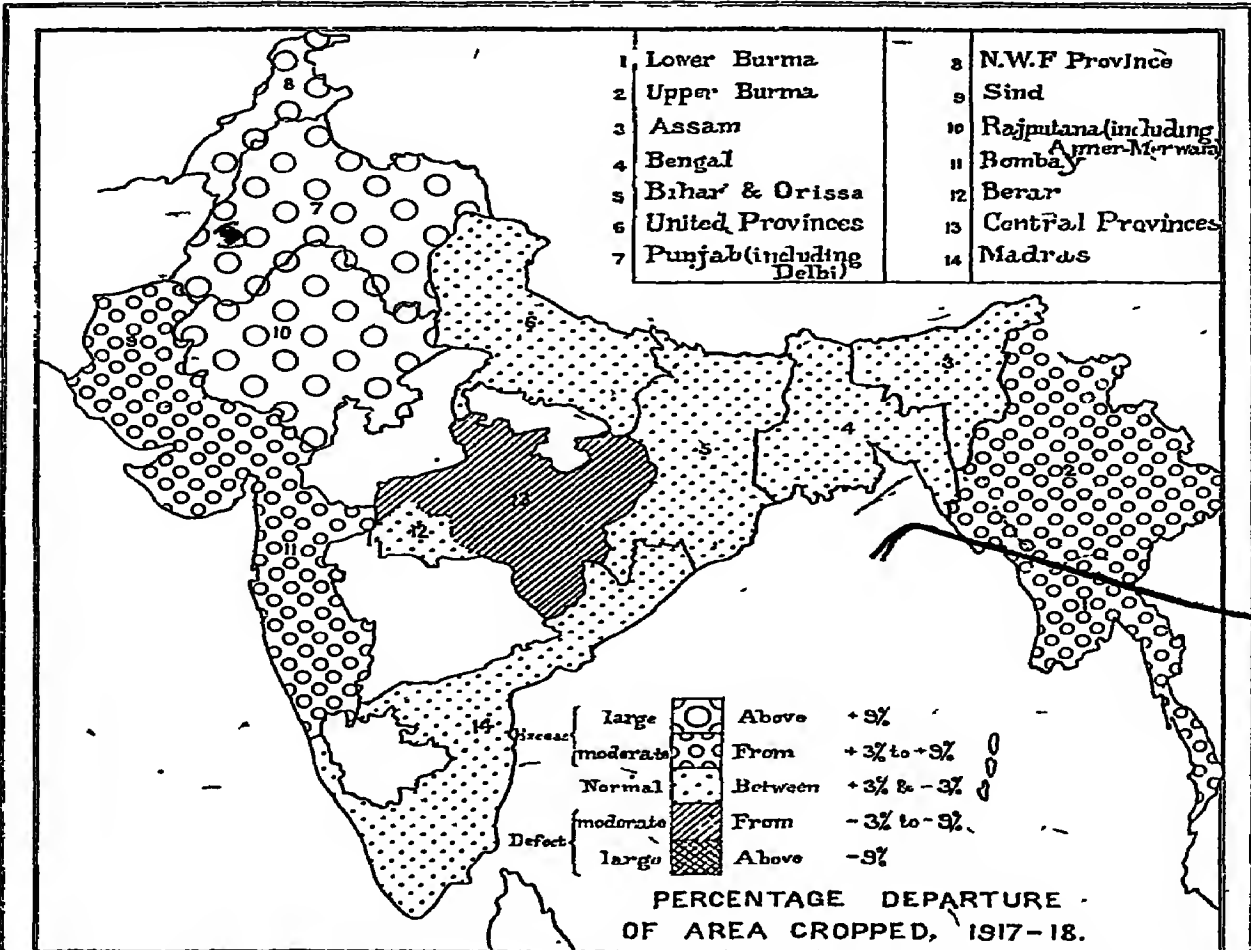 1 Lower Burma
2 Upper Burma
3 Assam
4 Bengal
5 Bihar & Orissa
6 United Provinces
7 Punjab (including
Delhi)
8 N.W.F Province
9 Sind
10 Rajputana (including
Ajmer-Merwara)
11 Bombay
12 Berar
13 Central Provinces
14 Madras
8
7
10
9
6
3
4
5
2
13
12
11
1
14
Excess
large Above +9%
moderate From +3% to +9%
Normal Between +3% & -3%
Defect
moderate From -3% to -9%
large Above -9%
PERCENTAGE DEPARTURE
OF AREA CROPPED, 1917-18.